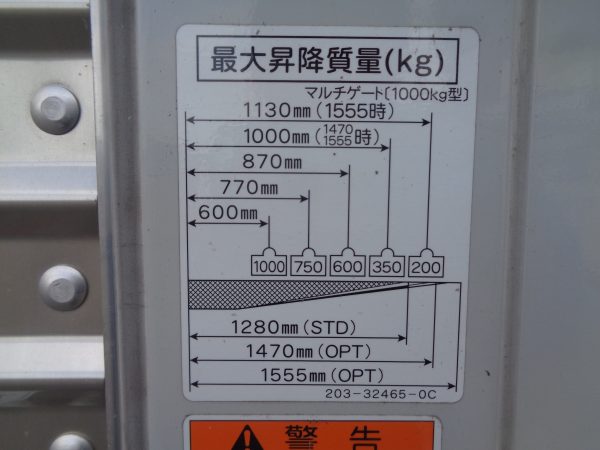 最大昇降質量(kg)
マルチゲート〔1000kg型〕
1130mm(1555時)
1000mm(1470 1555時)
870mm
770mm
600mm
1000 750 600 350 200
1280mm(STD)
1470mm(OPT)
1555mm(OPT)
203-32465-0C
警告